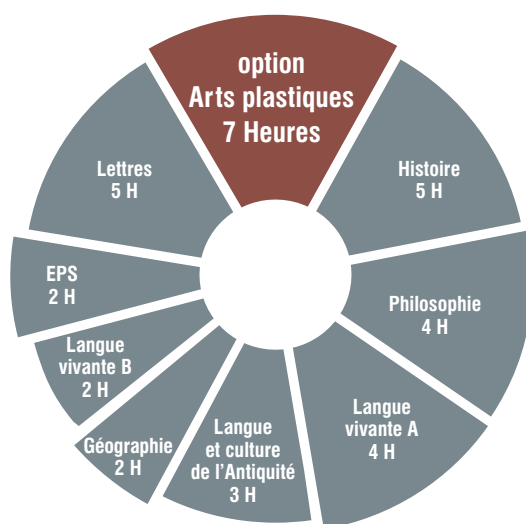 option
Arts plastiques
7 Heures
Histoire
5 H
Philosophie
4 H
Langue
vivante A
4 H
Langue
et culture
de l’Antiquité
3 H
Géographie
2 H
Langue
vivante B
2 H
EPS
2 H
Lettres
5 H